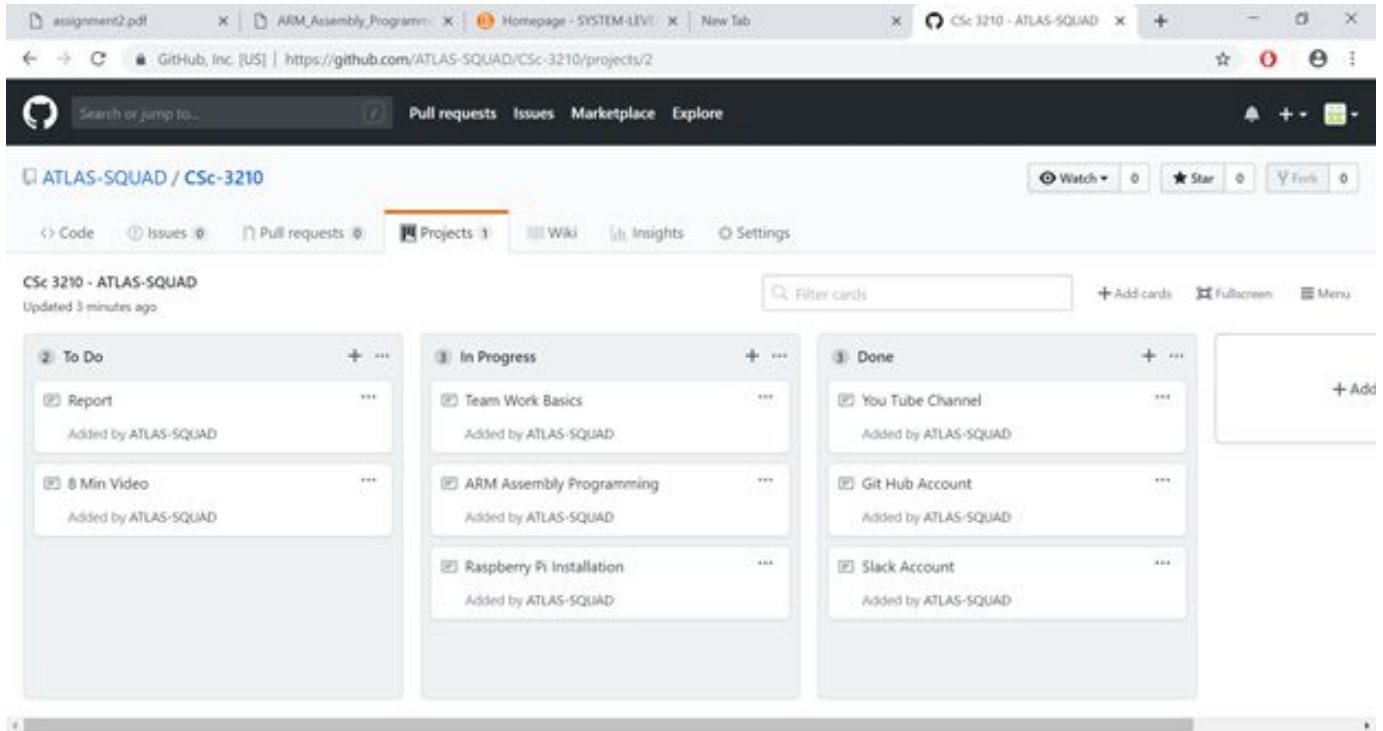 assignment2.pdf ARM_Assembly_Programm Homepage - SYSTEM-LEVE New Tab CSc 3210 - ATLAS-SQUAD
GitHub, Inc. [US] | https://github.com/ATLAS-SQUAD/CSc-3210/projects/2
Search or jump to... / Pull requests Issues Marketplace Explore
ATLAS-SQUAD / CSc-3210 Watch 0 Star 0 Fork 0
<> Code Issues 0 Pull requests 0 Projects 1 Wiki Insights Settings
CSc 3210 - ATLAS-SQUAD
Updated 3 minutes ago
Filter cards + Add cards Fullscreen Menu
2 To Do
Report
Added by ATLAS-SQUAD
8 Min Video
Added by ATLAS-SQUAD
3 In Progress
Team Work Basics
Added by ATLAS-SQUAD
ARM Assembly Programming
Added by ATLAS-SQUAD
Raspberry Pi Installation
Added by ATLAS-SQUAD
3 Done
You Tube Channel
Added by ATLAS-SQUAD
Git Hub Account
Added by ATLAS-SQUAD
Slack Account
Added by ATLAS-SQUAD
+ Add